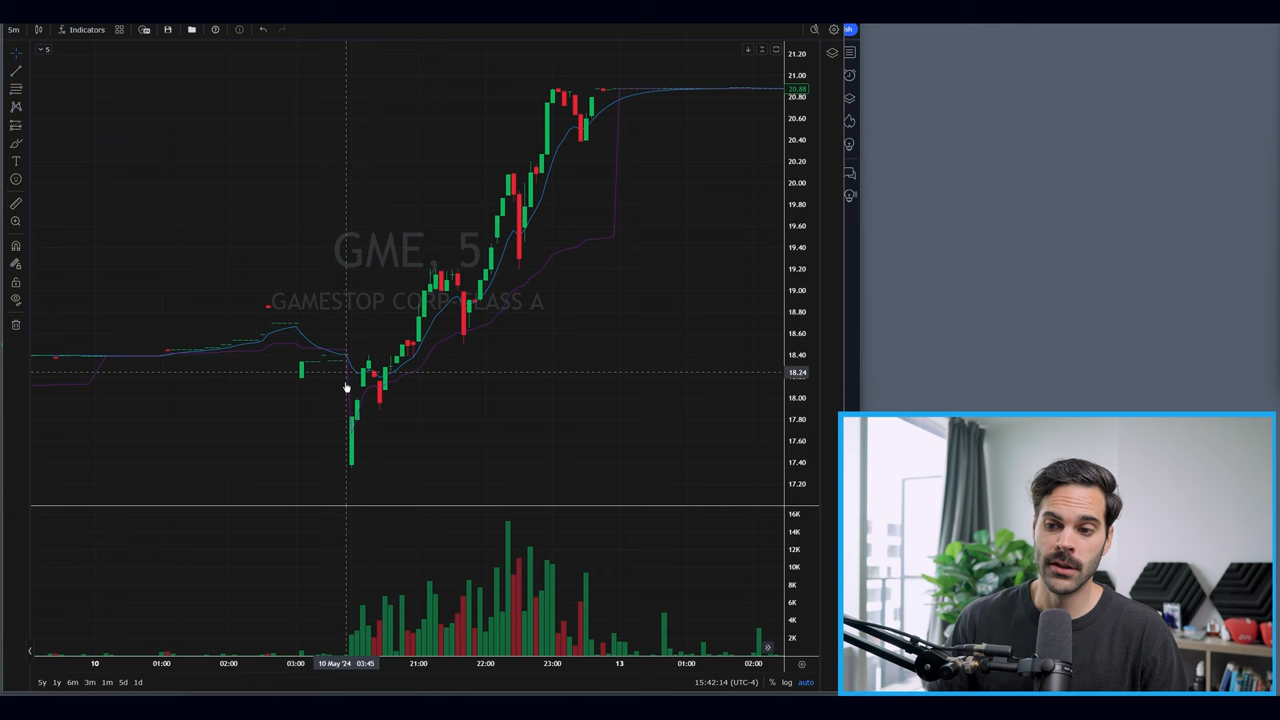 5m Indicators
sh
5
GME, 5
GAMESTOP CORP-CLASS A
21.20
21.00
20.88
20.80
20.60
20.40
20.20
20.00
19.80
19.60
19.40
19.20
19.00
18.80
18.60
18.40
18.24
18.00
17.80
17.60
17.40
17.20
16K
14K
12K
10K
8K
6K
4K
2K
10 01:00 02:00 03:00 10 May '24 03:45 21:00 22:00 23:00 13 01:00 02:00
5y 1y 6m 3m 1m 5d 1d 15:42:14 (UTC-4) % log auto